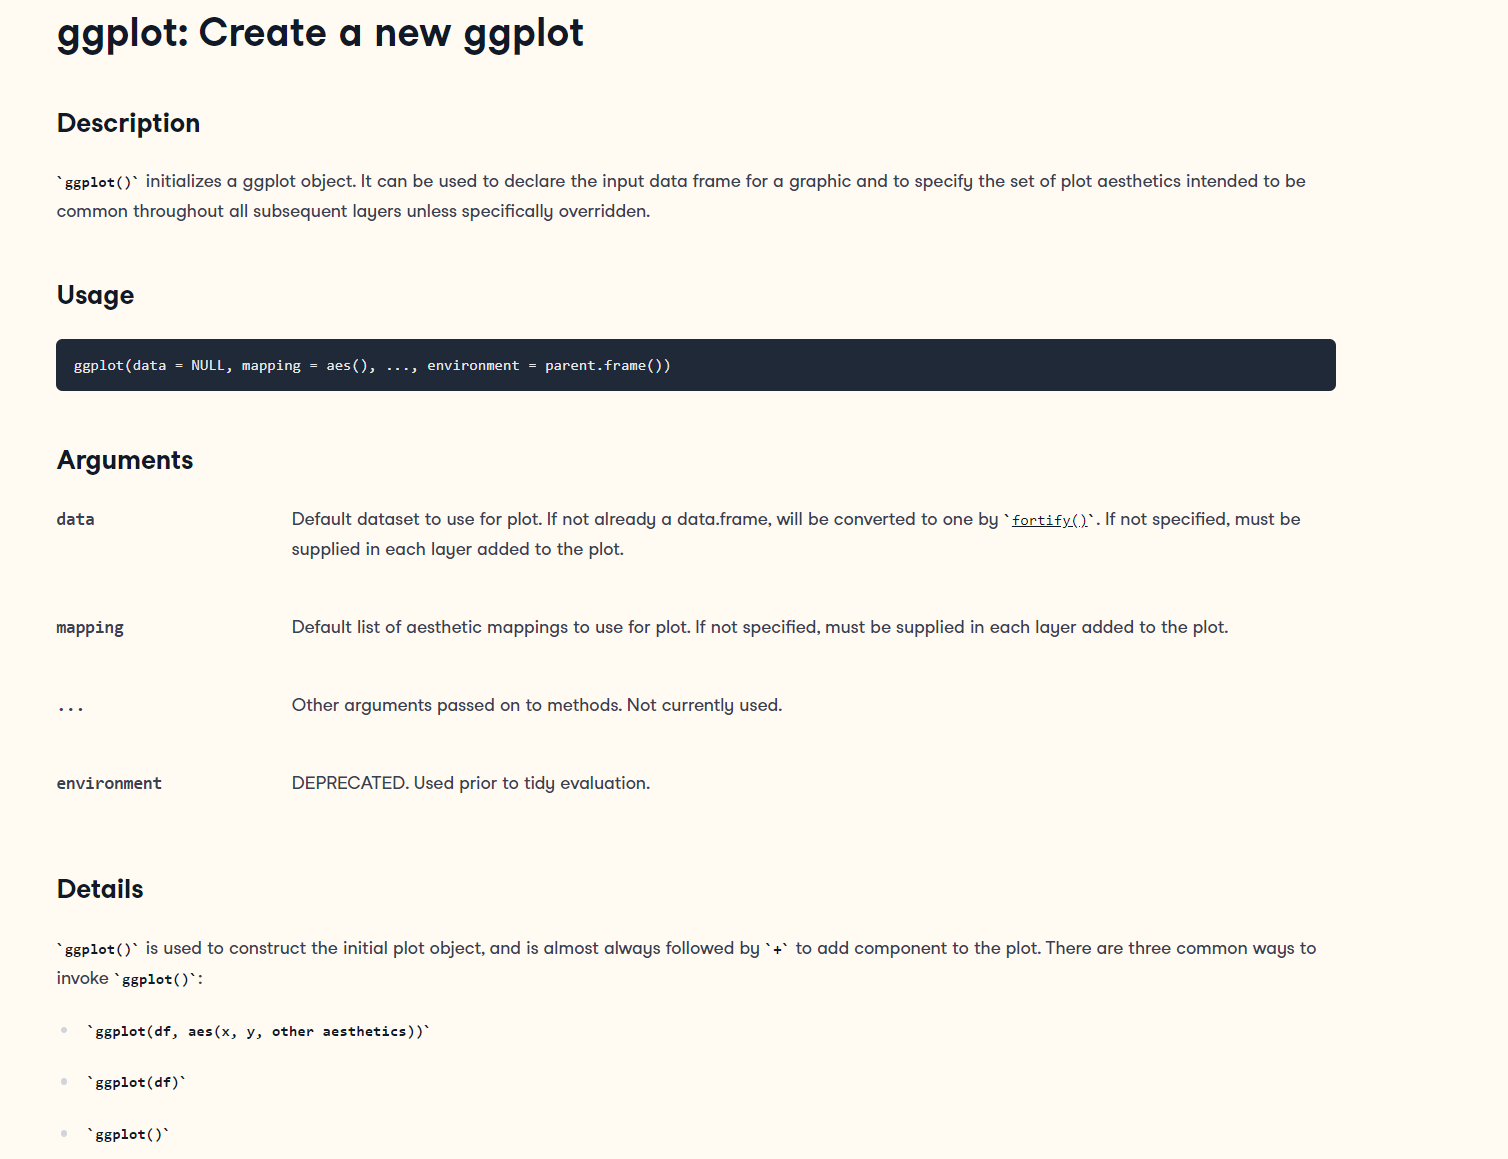 ggplot: Create a new ggplot
Description
`ggplot()` initializes a ggplot object. It can be used to declare the input data frame for a graphic and to specify the set of plot aesthetics intended to be
common throughout all subsequent layers unless specifically overridden.
Usage
ggplot(data = NULL, mapping = aes(), ..., environment = parent.frame())
Arguments
data Default dataset to use for plot. If not already a data.frame, will be converted to one by `fortify()`. If not specified, must be
supplied in each layer added to the plot.
mapping Default list of aesthetic mappings to use for plot. If not specified, must be supplied in each layer added to the plot.
... Other arguments passed on to methods. Not currently used.
environment DEPRECATED. Used prior to tidy evaluation.
Details
`ggplot()` is used to construct the initial plot object, and is almost always followed by `+` to add component to the plot. There are three common ways to
invoke `ggplot()`:
• `ggplot(df, aes(x, y, other aesthetics))`
• `ggplot(df)`
• `ggplot()`